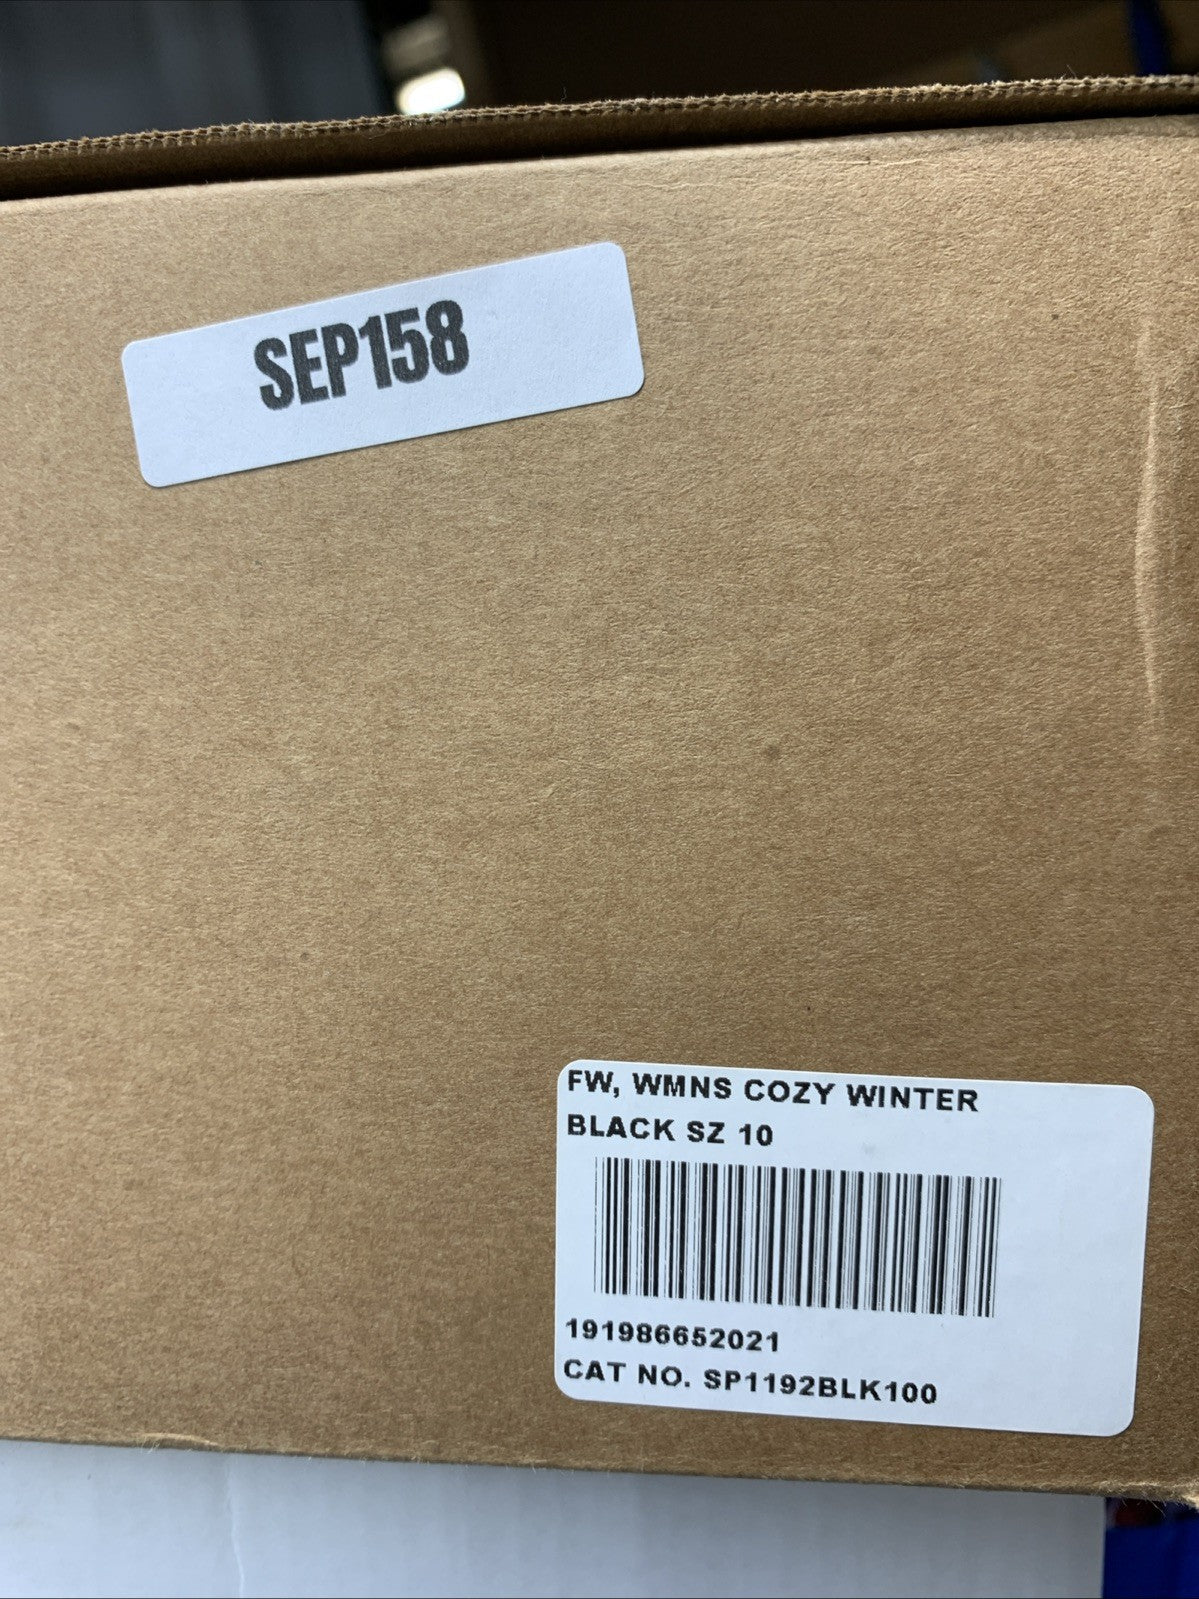 SEP158
FW, WMNS COZY WINTER
BLACK SZ 10
191986652021
CAT NO. SP1192BLK100